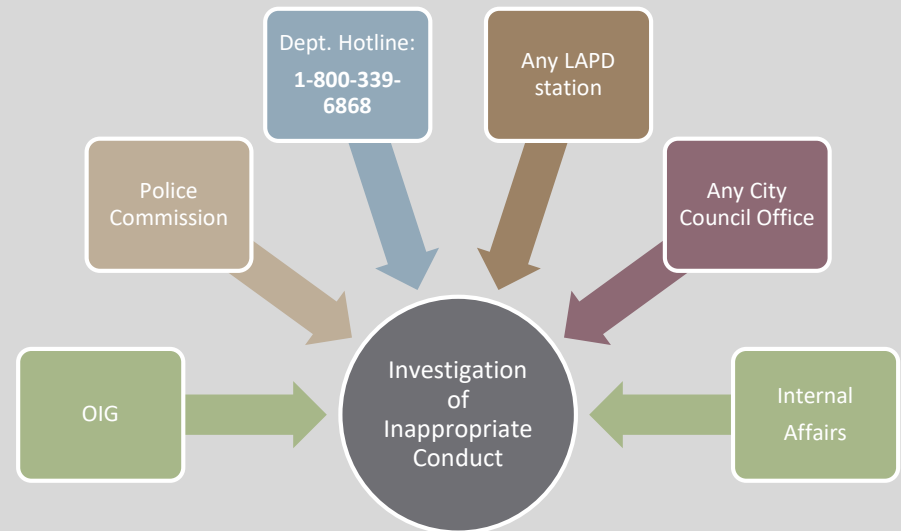 Dept. Hotline:
1-800-339-
6868
Any LAPD
station
Police
Commission
Any City
Council Office
OIG
Investigation
of
Inappropriate
Conduct
Internal
Affairs